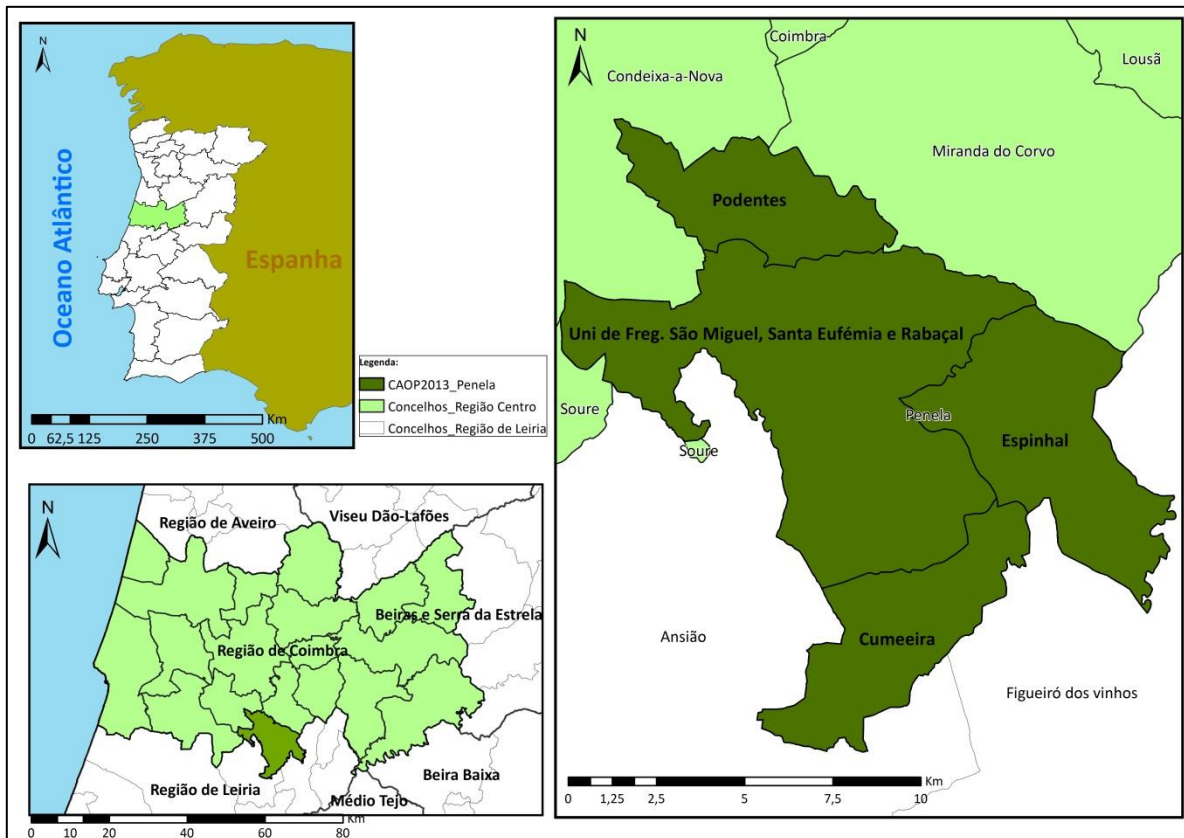 N
Oceano Atlântico
Espanha
Km
0 62,5 125 250 375 500
Legenda:
CAOP2013_Penela
Concelhos_Região Centro
Concelhos_Região de Leiria
N
Região de Aveiro
Viseu Dão-Lafões
Beiras e Serra da Estrela
Região de Coimbra
Beira Baixa
Região de Leiria
Médio Tejo
Km
0 10 20 40 60 80
N
Coimbra
Lousã
Condeixa-a-Nova
Miranda do Corvo
Podentes
Uni de Freg. São Miguel, Santa Eufémia e Rabaçal
Soure
Penela
Espinhal
Soure
Ansião
Cumeeira
Figueiró dos vinhos
Km
0 1,25 2,5 5 7,5 10